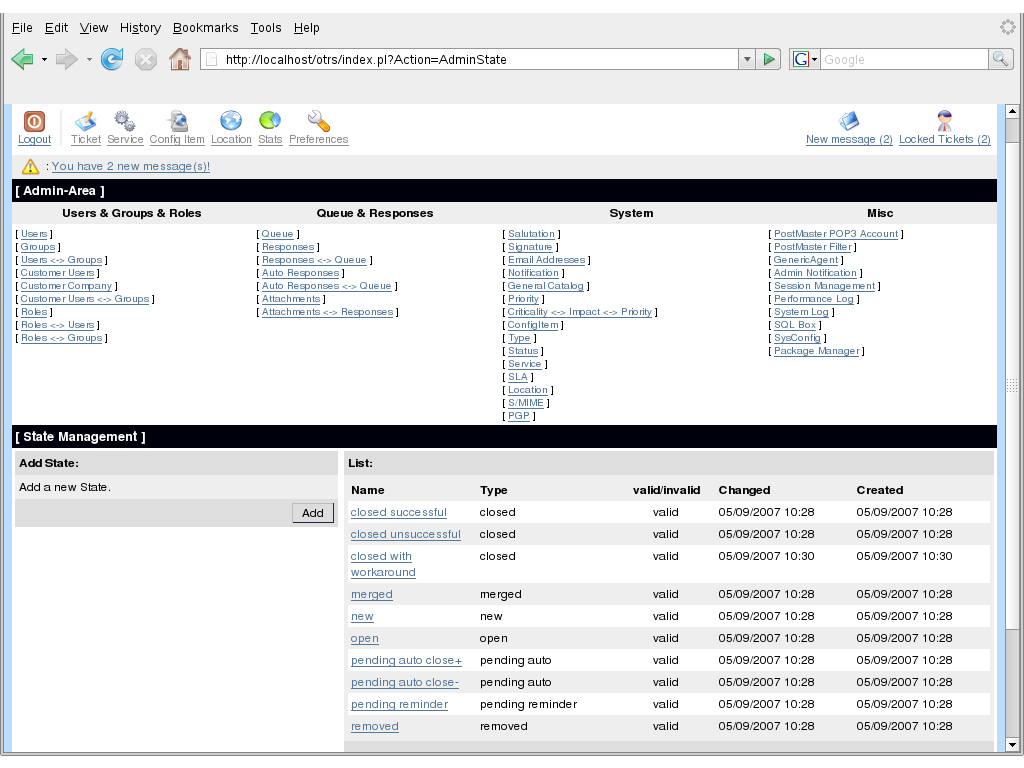 File Edit View History Bookmarks Tools Help
http://localhost/otrs/index.pl?Action=AdminState
G Google
Logout Ticket Service Config Item Location Stats Preferences New message (2) Locked Tickets (2)
: You have 2 new message(s)!
[ Admin-Area ]
Users & Groups & Roles Queue & Responses System Misc
[ Users ] [ Queue ] [ Salutation ] [ PostMaster POP3 Account ]
[ Groups ] [ Responses ] [ Signature ] [ PostMaster Filter ]
[ Users <-> Groups ] [ Responses <-> Queue ] [ Email Addresses ] [ GenericAgent ]
[ Customer Users ] [ Auto Responses ] [ Notification ] [ Admin Notification ]
[ Customer Company ] [ Auto Responses <-> Queue ] [ General Catalog ] [ Session Management ]
[ Customer Users <-> Groups ] [ Attachments ] [ Priority ] [ Performance Log ]
[ Roles ] [ Attachments <-> Responses ] [ Criticality <-> Impact <-> Priority ] [ System Log ]
[ Roles <-> Users ] [ ConfigItem ] [ SQL Box ]
[ Roles <-> Groups ] [ Type ] [ SysConfig ]
[ Status ] [ Package Manager ]
[ Service ]
[ SLA ]
[ Location ]
[ S/MIME ]
[ PGP ]
[ State Management ]
Add State: List:
Add a new State.
Add
Name Type valid/invalid Changed Created
closed successful closed valid 05/09/2007 10:28 05/09/2007 10:28
closed unsuccessful closed valid 05/09/2007 10:28 05/09/2007 10:28
closed with closed valid 05/09/2007 10:30 05/09/2007 10:30
workaround
merged merged valid 05/09/2007 10:28 05/09/2007 10:28
new new valid 05/09/2007 10:28 05/09/2007 10:28
open open valid 05/09/2007 10:28 05/09/2007 10:28
pending auto close+ pending auto valid 05/09/2007 10:28 05/09/2007 10:28
pending auto close- pending auto valid 05/09/2007 10:28 05/09/2007 10:28
pending reminder pending reminder valid 05/09/2007 10:28 05/09/2007 10:28
removed removed valid 05/09/2007 10:28 05/09/2007 10:28